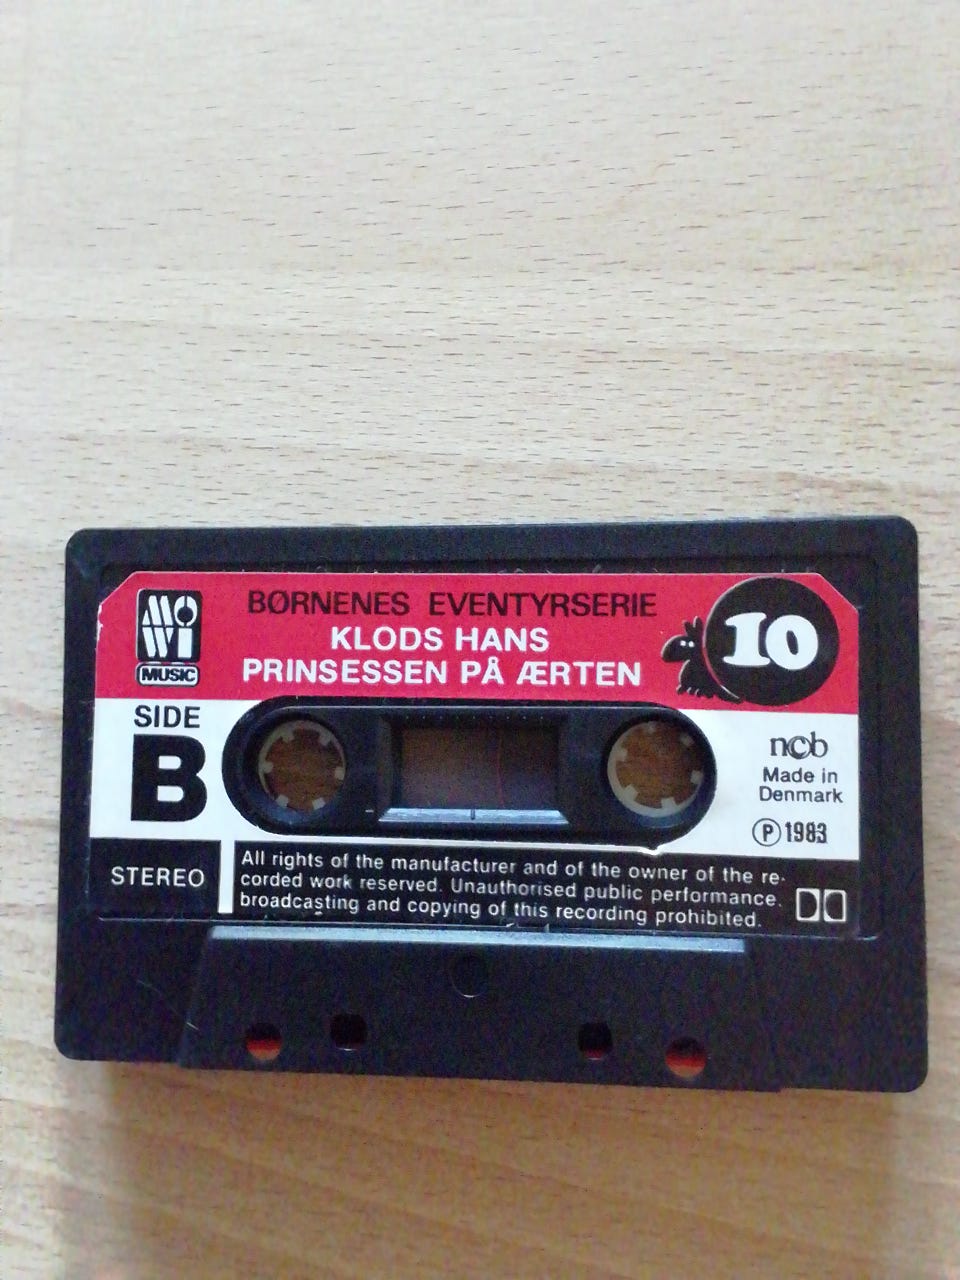 MOWI
MUSIC
BØRNENES EVENTYRSERIE
KLODS HANS
PRINSESSEN PÅ ÆRTEN
10
SIDE
B
ncb
Made in
Denmark
Ⓟ 1983
STEREO
All rights of the manufacturer and of the owner of the re-
corded work reserved. Unauthorised public performance.
broadcasting and copying of this recording prohibited.